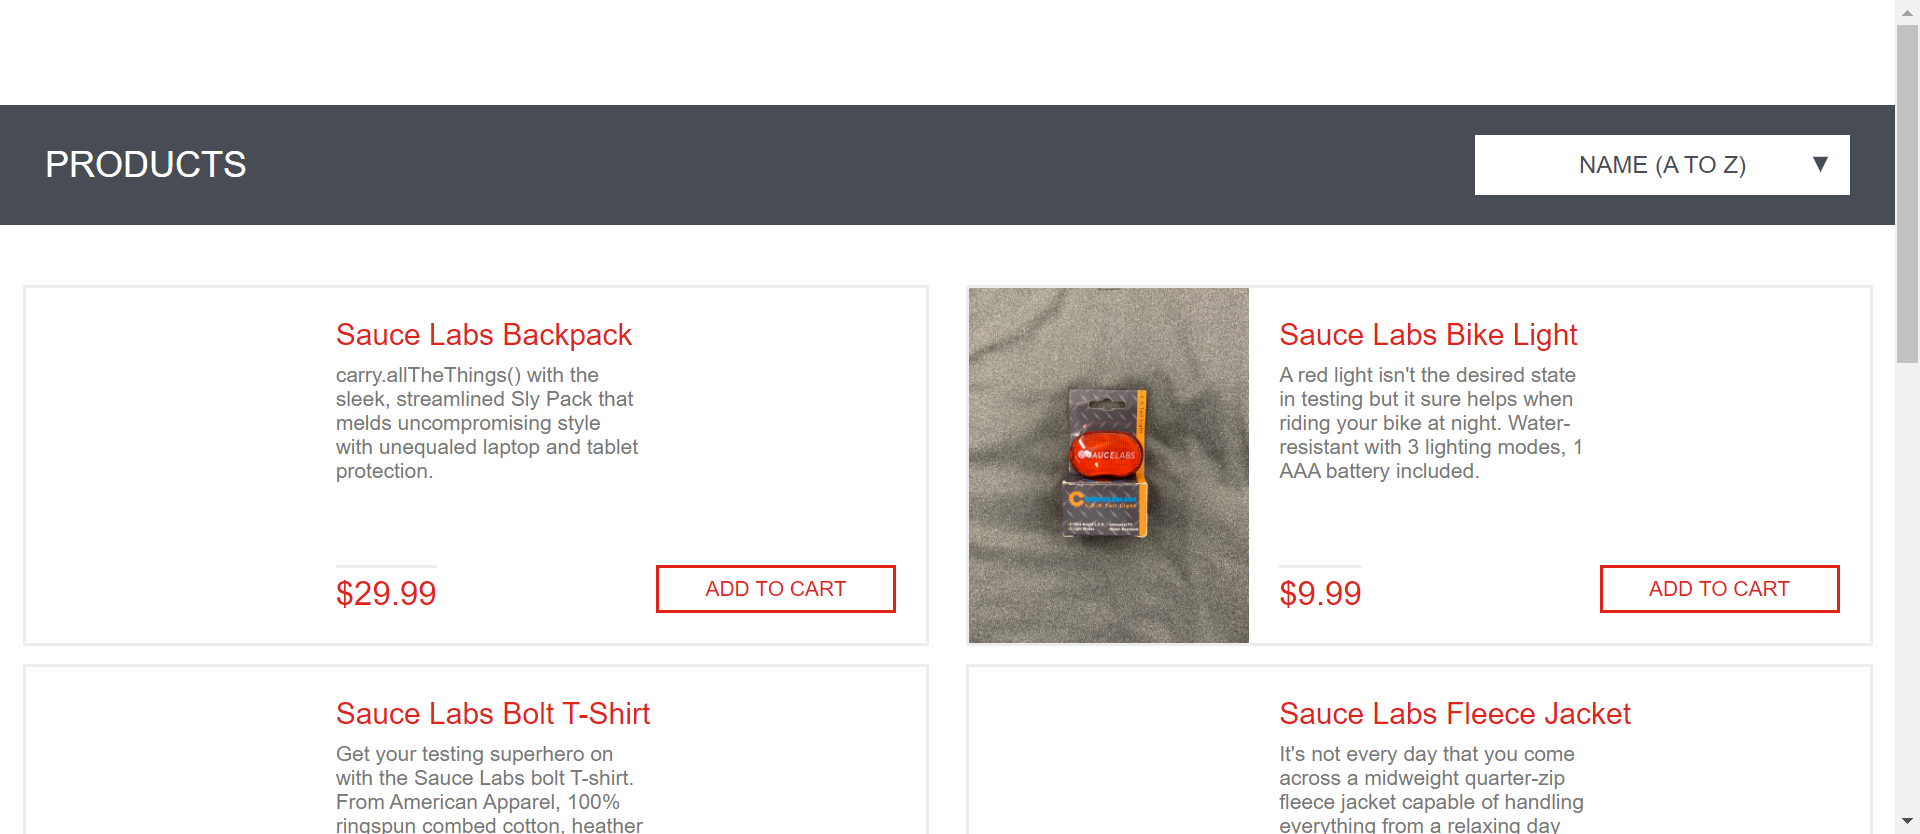 PRODUCTS
NAME (A TO Z)
Sauce Labs Backpack
carry.allTheThings() with the
sleek, streamlined Sly Pack that
melds uncompromising style
with unequaled laptop and tablet
protection.
$29.99
ADD TO CART
SAUCELABS
Sauce Labs Bike Light
A red light isn't the desired state
in testing but it sure helps when
riding your bike at night. Water-
resistant with 3 lighting modes, 1
AAA battery included.
$9.99
ADD TO CART
Sauce Labs Bolt T-Shirt
Get your testing superhero on
with the Sauce Labs bolt T-shirt.
From American Apparel, 100%
ringspun combed cotton, heather
Sauce Labs Fleece Jacket
It's not every day that you come
across a midweight quarter-zip
fleece jacket capable of handling
everything from a relaxing day